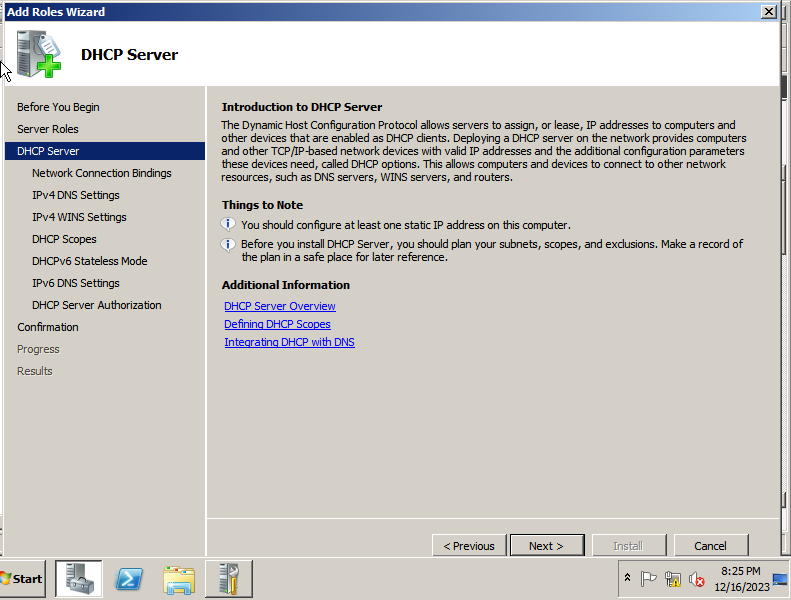 Add Roles Wizard
DHCP Server
Before You Begin
Server Roles
DHCP Server
Network Connection Bindings
IPv4 DNS Settings
IPv4 WINS Settings
DHCP Scopes
DHCPv6 Stateless Mode
IPv6 DNS Settings
DHCP Server Authorization
Confirmation
Progress
Results
Introduction to DHCP Server
The Dynamic Host Configuration Protocol allows servers to assign, or lease, IP addresses to computers and
other devices that are enabled as DHCP clients. Deploying a DHCP server on the network provides computers
and other TCP/IP-based network devices with valid IP addresses and the additional configuration parameters
these devices need, called DHCP options. This allows computers and devices to connect to other network
resources, such as DNS servers, WINS servers, and routers.
Things to Note
You should configure at least one static IP address on this computer.
Before you install DHCP Server, you should plan your subnets, scopes, and exclusions. Make a record of
the plan in a safe place for later reference.
Additional Information
DHCP Server Overview
Defining DHCP Scopes
Integrating DHCP with DNS
< Previous
Next >
Install
Cancel
Start
8:25 PM
12/16/2023